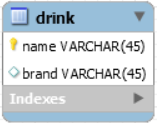 drink
name VARCHAR(45)
brand VARCHAR(45)
Indexes